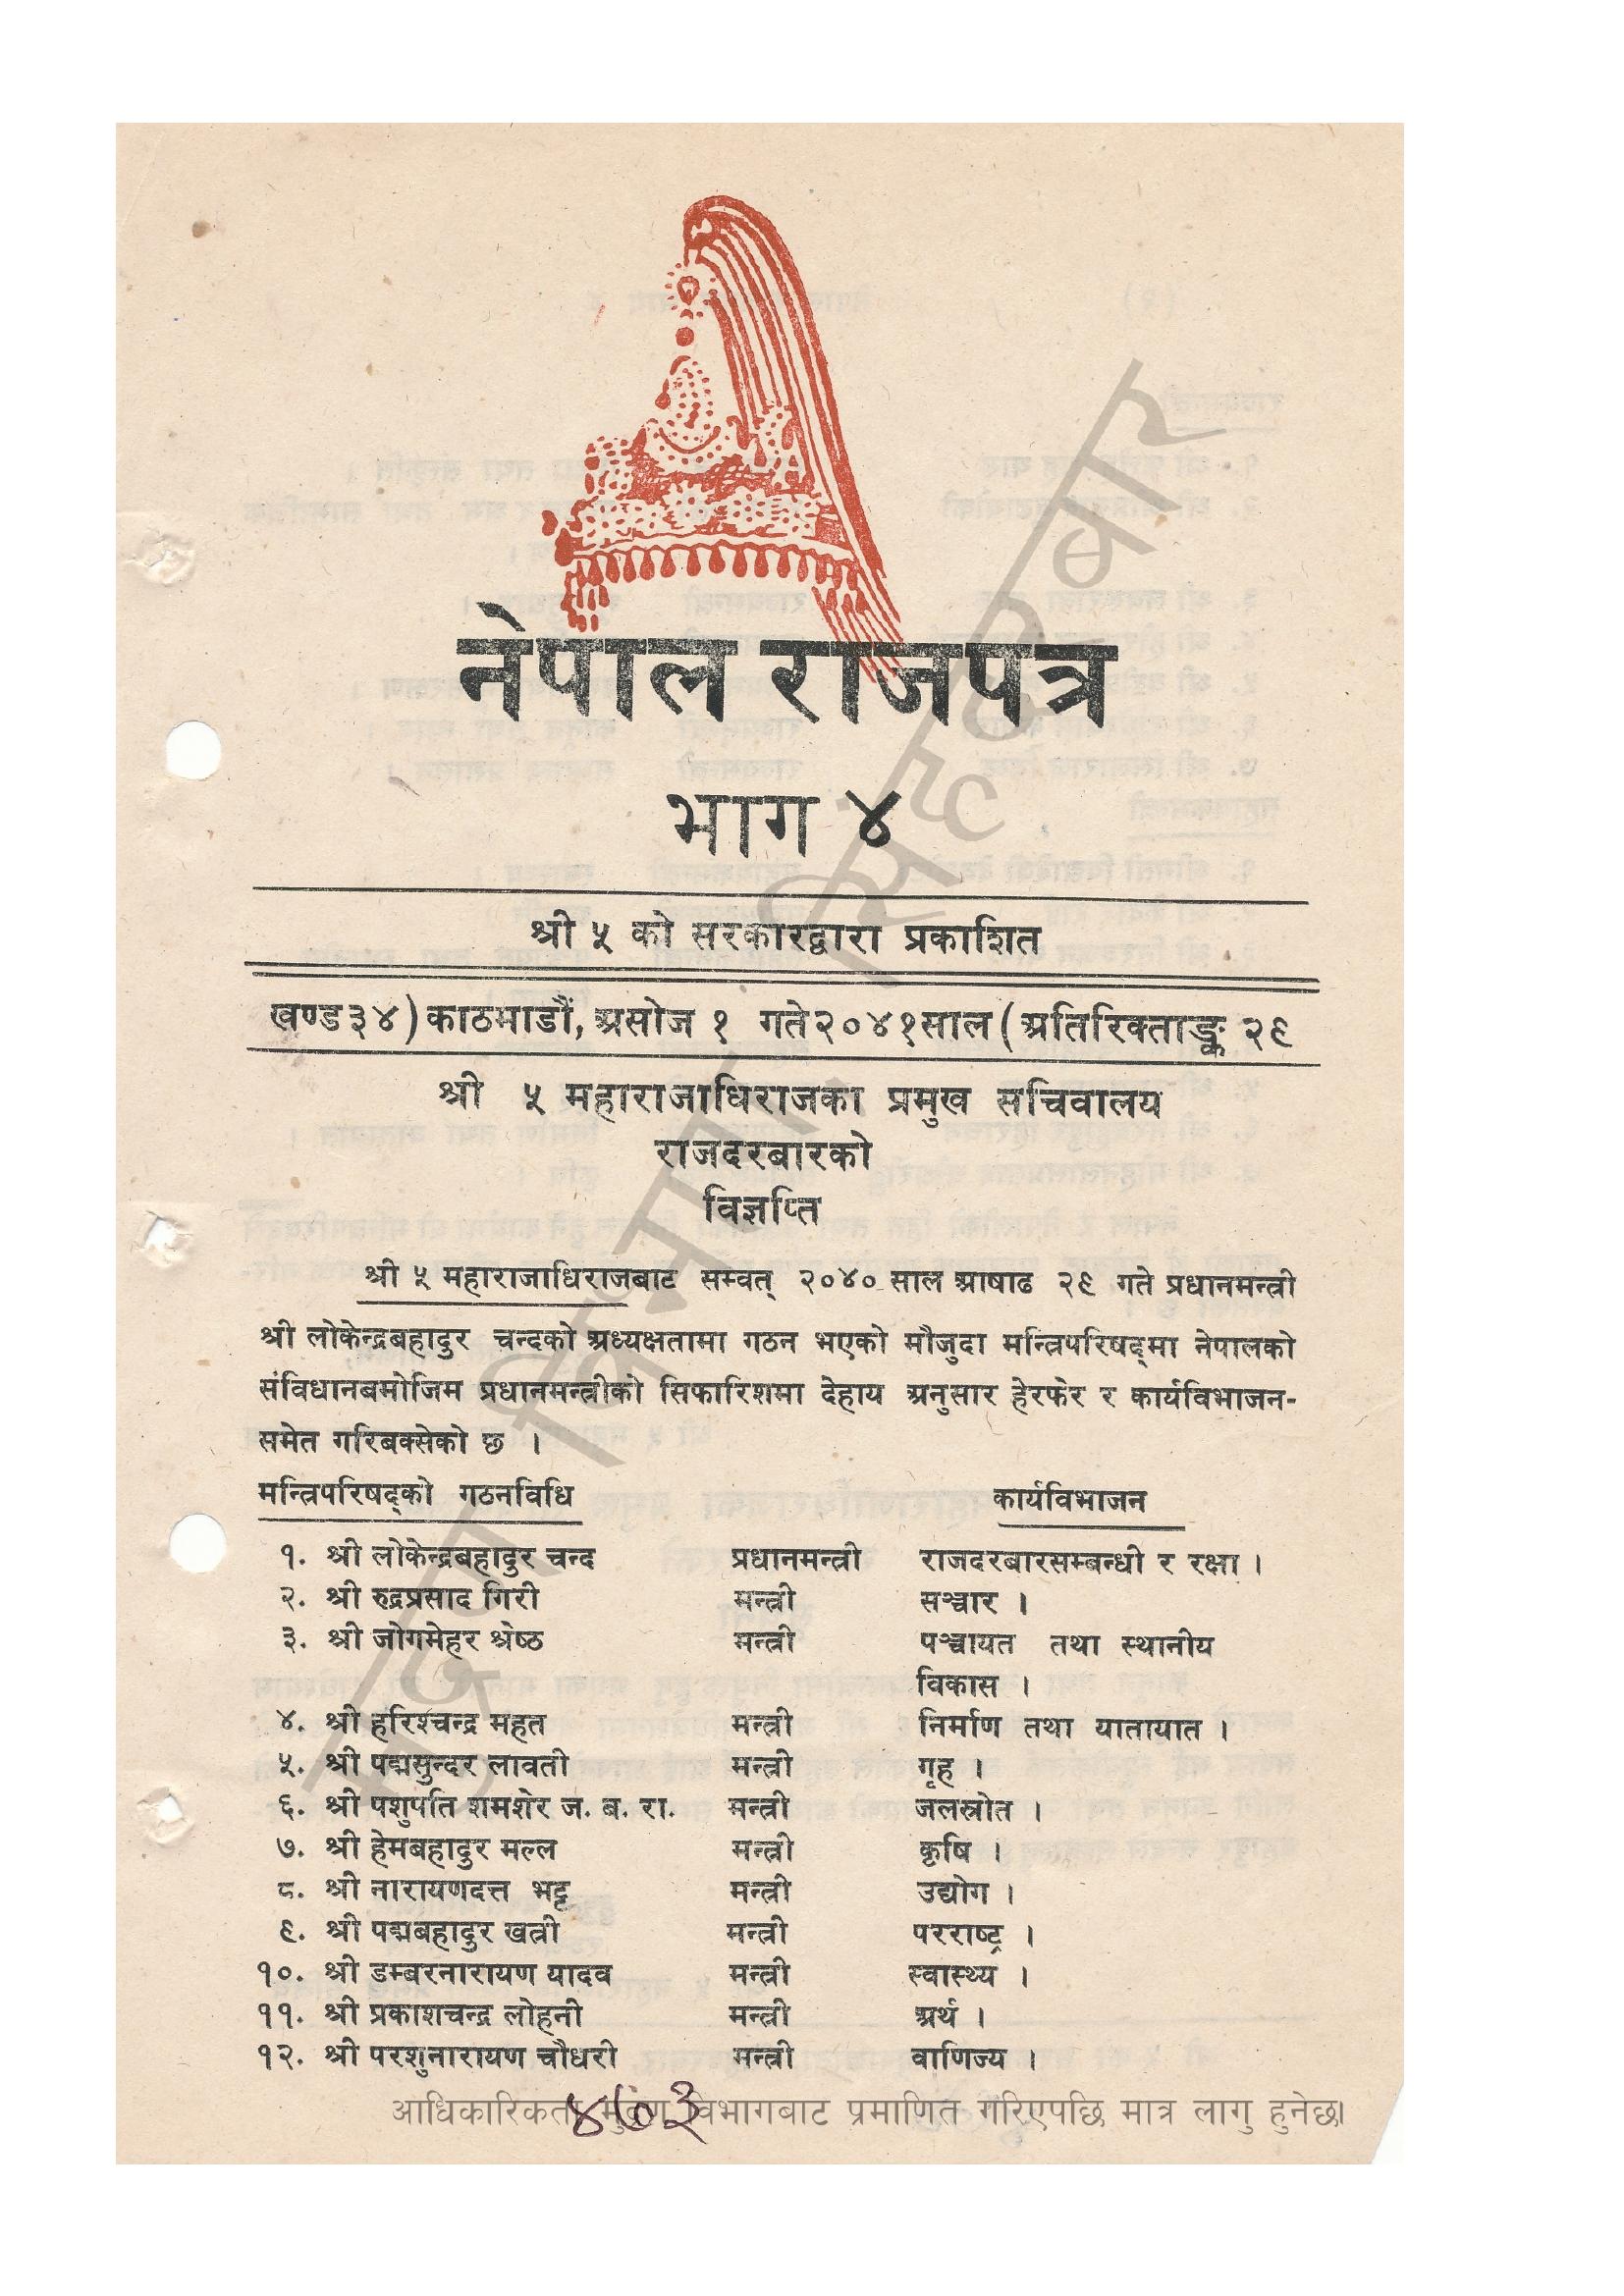 नेपाल राजपत्र
भाग ४
श्री ५ को सरकारद्वारा प्रकाशित
खण्ड ३४) काठमाडौं, असोज १ गते २०४१ साल (अतिरिक्ताङ्क २९
श्री ५ महाराजाधिराजका प्रमुख सचिवालय
राजदरबारको
विज्ञप्ति
श्री ५ महाराजाधिराजबाट सम्वत् २०४० साल आषाढ २९ गते प्रधानमन्त्री
श्री लोकेन्द्रबहादुर चन्दको अध्यक्षतामा गठन भएको मौजुदा मन्त्रिपरिषद्मा नेपालको
संविधानबमोजिम प्रधानमन्त्रीको सिफारिशमा देहाय अनुसार हेरफेर र कार्यविभाजन-
समेत गरिबक्सेको छ ।
मन्त्रिपरिषद्को गठनविधि कार्यविभाजन
१. श्री लोकेन्द्रबहादुर चन्द प्रधानमन्त्री राजदरबारसम्बन्धी र रक्षा ।
२. श्री रुद्रप्रसाद गिरी मन्त्री सञ्चार ।
३. श्री जोगमेहर श्रेष्ठ मन्त्री पञ्चायत तथा स्थानीय
विकास ।
४. श्री हरिश्चन्द्र महत मन्त्री निर्माण तथा यातायात ।
५. श्री पद्मसुन्दर लावती मन्त्री गृह ।
६. श्री पशुपति शमशेर ज. ब. रा. मन्त्री जलस्रोत ।
७. श्री हेमबहादुर मल्ल मन्त्री कृषि ।
८. श्री नारायणदत्त भट्ट मन्त्री उद्योग ।
९. श्री पद्मबहादुर खत्री मन्त्री परराष्ट्र ।
१०. श्री डम्बरनारायण यादव मन्त्री स्वास्थ्य ।
११. श्री प्रकाशचन्द्र लोहनी मन्त्री अर्थ ।
१२. श्री परशुनारायण चौधरी मन्त्री वाणिज्य ।
४७३
आधिकारिकता मुद्रण विभागबाट प्रमाणित गरिएपछि मात्र लागु हुनेछ।
मुद्रण विभाग, सिंहदरबार